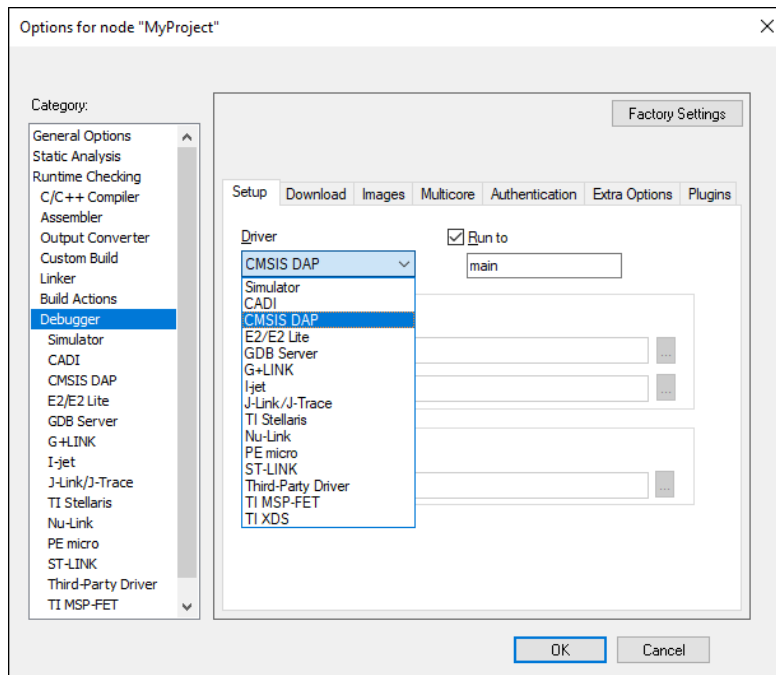 Options for node "MyProject"
Category:
General Options
Static Analysis
Runtime Checking
C/C++ Compiler
Assembler
Output Converter
Custom Build
Linker
Build Actions
Debugger
Simulator
CADI
CMSIS DAP
E2/E2 Lite
GDB Server
G+LINK
I-jet
J-Link/J-Trace
TI Stellaris
Nu-Link
PE micro
ST-LINK
Third-Party Driver
TI MSP-FET
Factory Settings
Setup Download Images Multicore Authentication Extra Options Plugins
Driver
CMSIS DAP
Simulator
CADI
CMSIS DAP
E2/E2 Lite
GDB Server
G+LINK
I-jet
J-Link/J-Trace
TI Stellaris
Nu-Link
PE micro
ST-LINK
Third-Party Driver
TI MSP-FET
TI XDS
Run to
main
...
...
...
OK Cancel